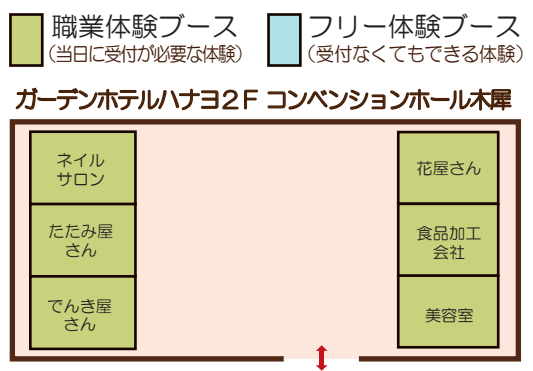 職業体験ブース
(当日に受付が必要な体験)
フリー体験ブース
(受付なくてもできる体験)
ガーデンホテルハナヨ2F コンベンションホール木犀
ネイル
サロン
たたみ屋
さん
でんき屋
さん
花屋さん
食品加工
会社
美容室